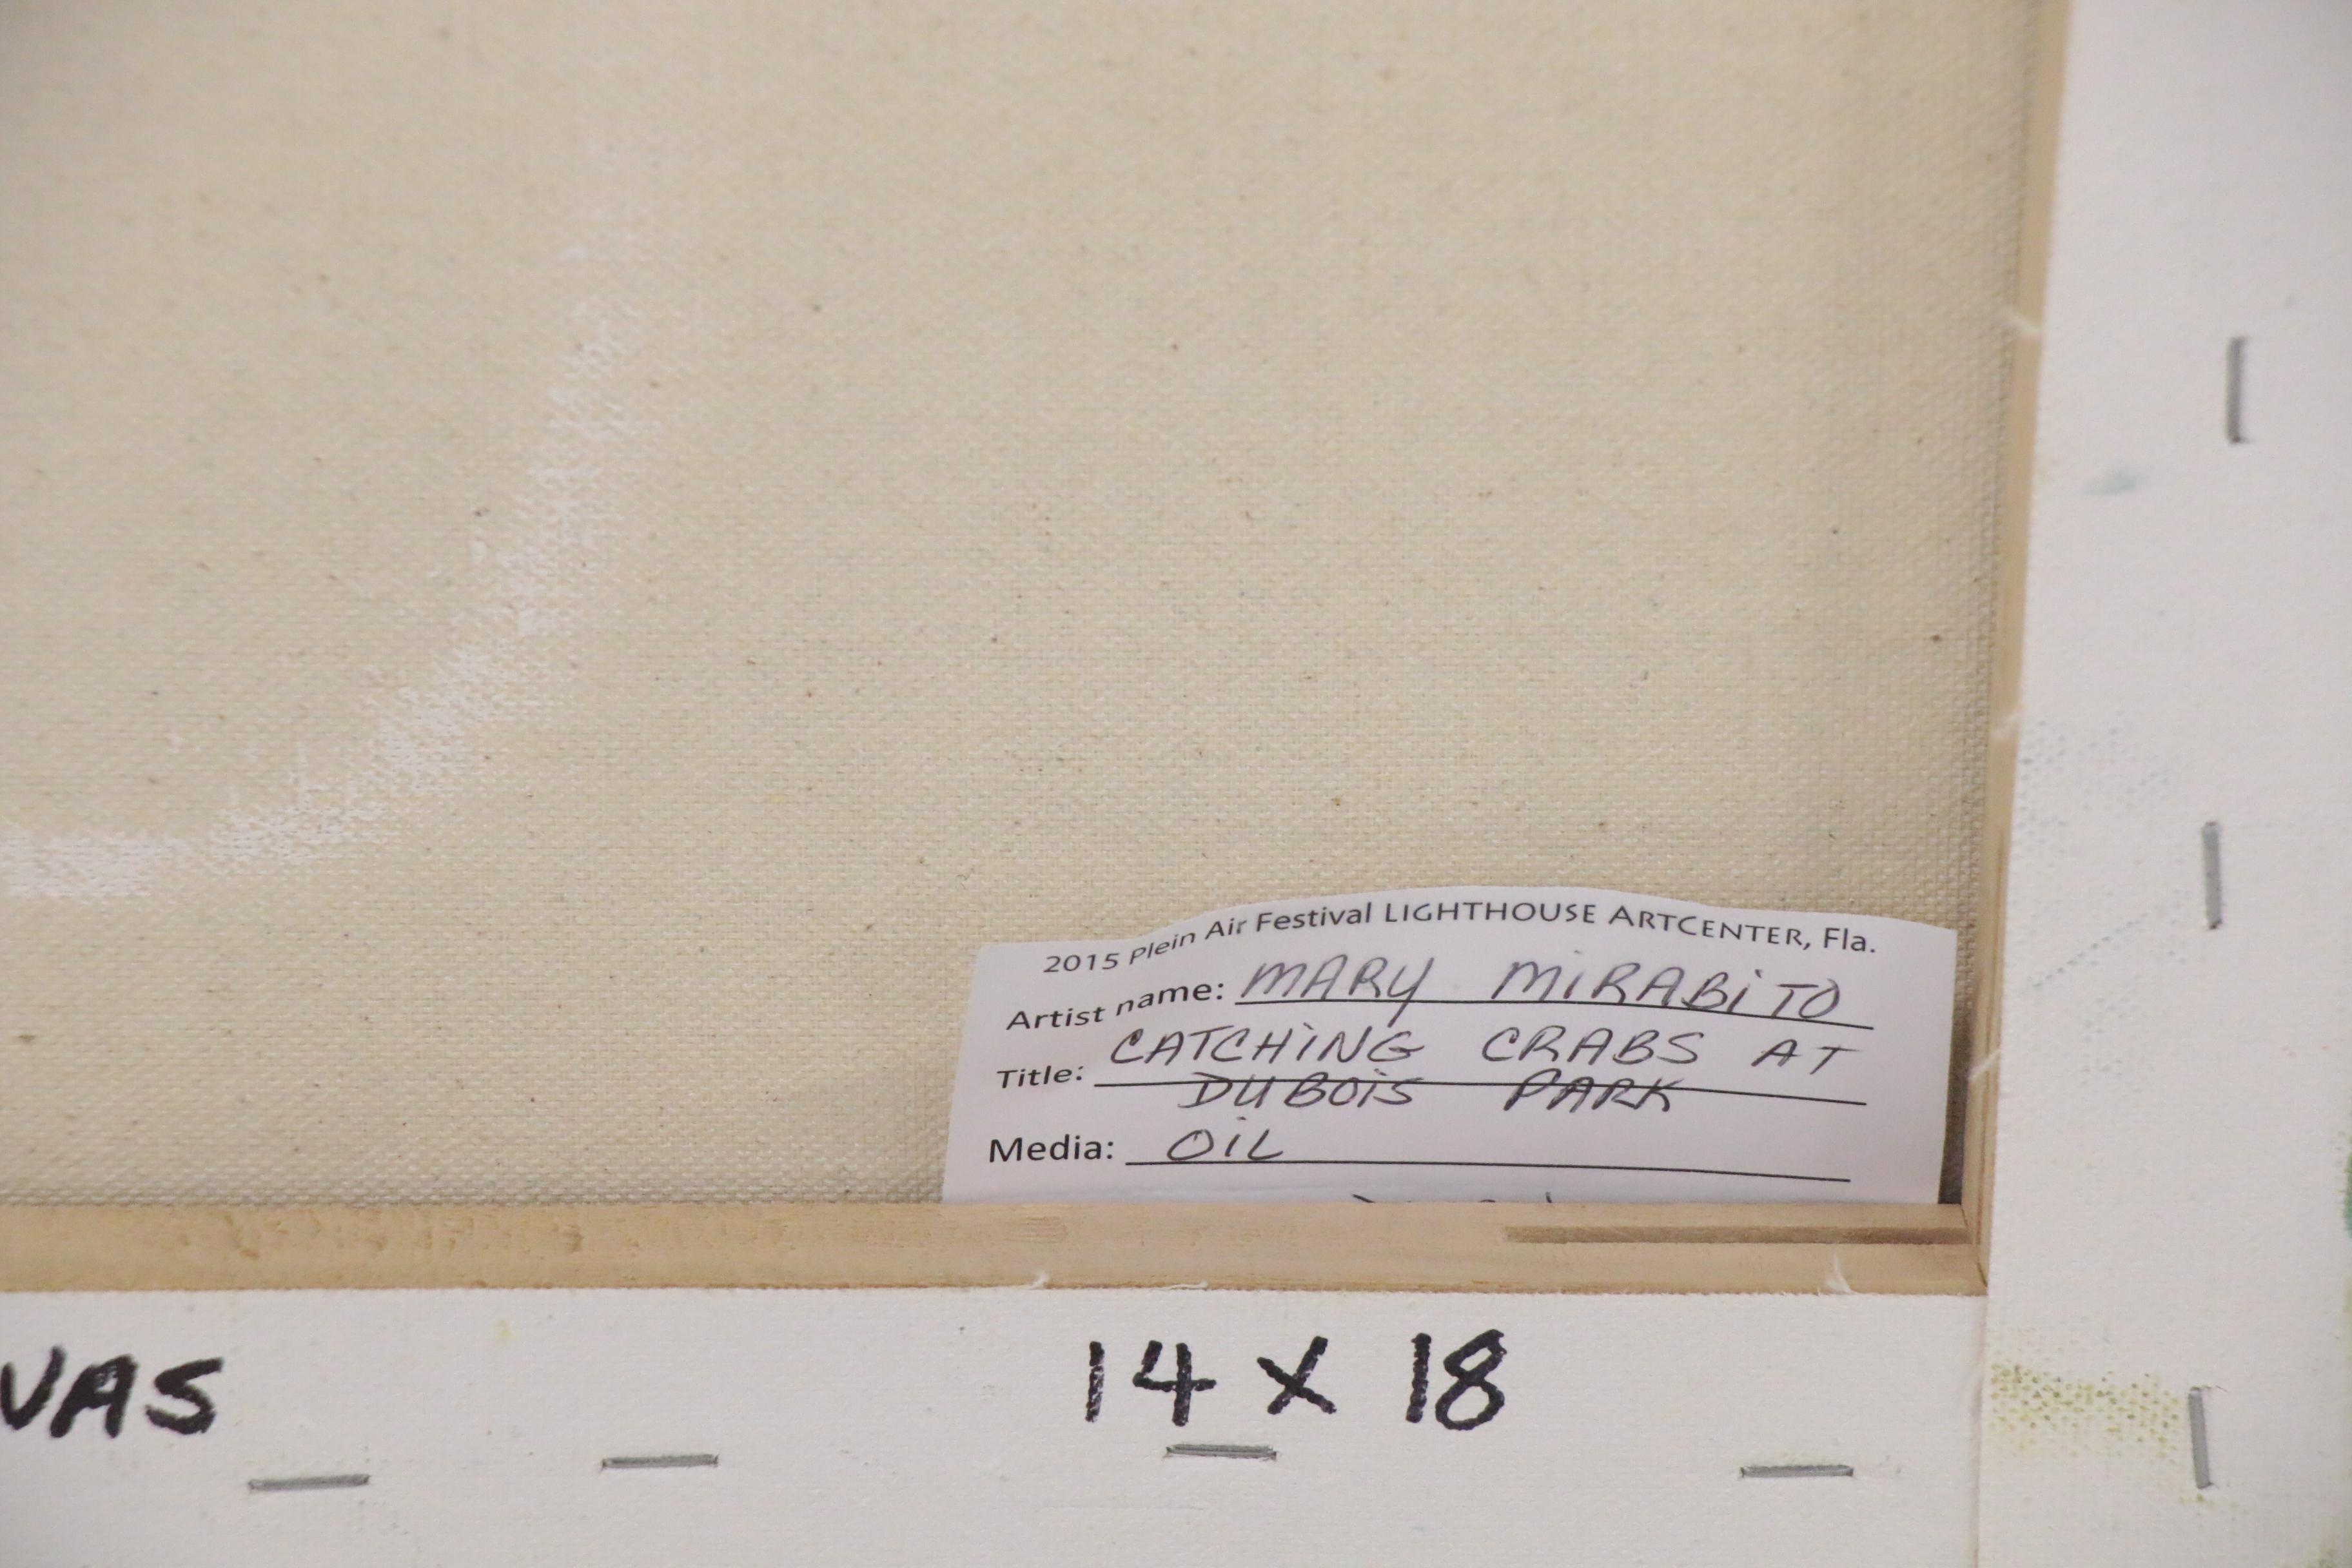 2015 Plein Air Festival LIGHTHOUSE ARTCENTER, Fla.
Artist name: MARY MiRABiTO
Title: CATCHiNG CRABS AT
DUBOiS PARK
Media: OiL
VAS
14 X 18